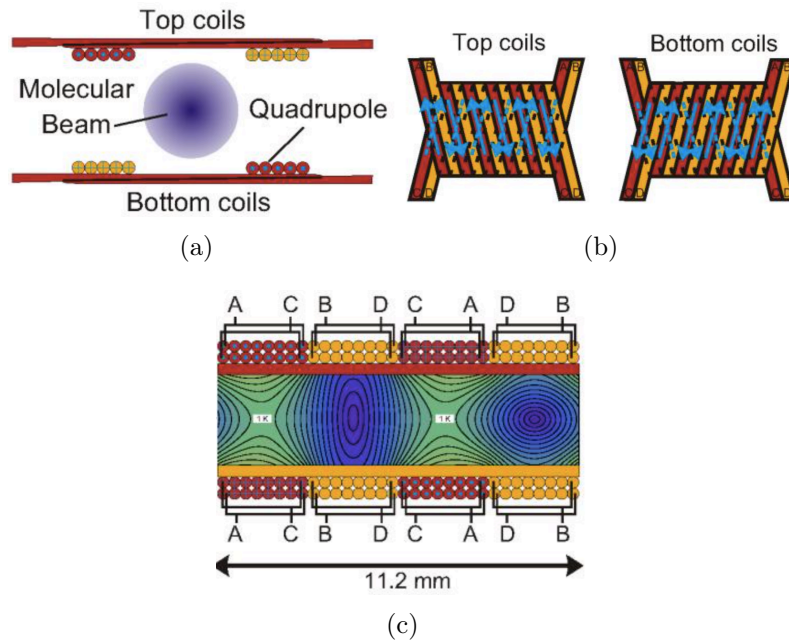 Top coils
Molecular
Beam
Quadrupole
Bottom coils
(a)
Top coils
Bottom coils
(b)
A C B D C A D B
1 K 1 K
A C B D C A D B
11.2 mm
(c)